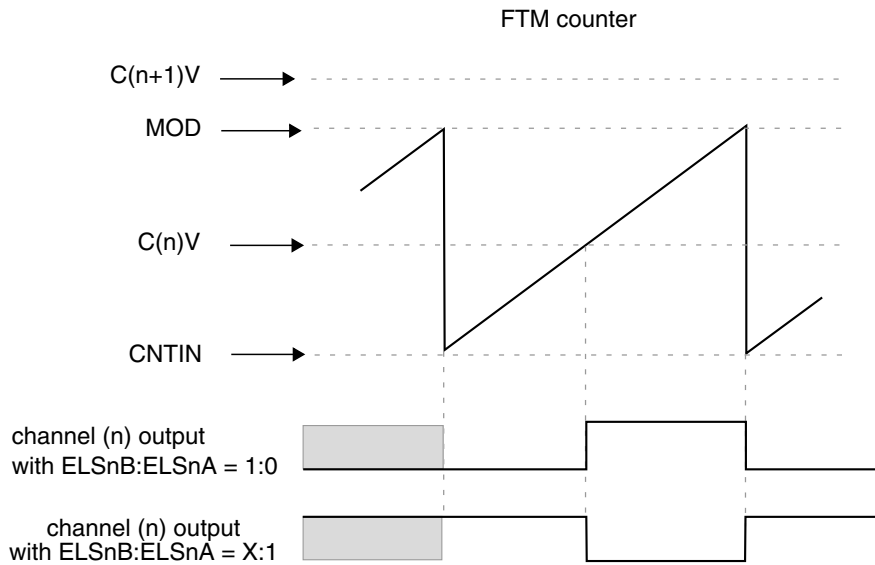 FTM counter
C(n+1)V
MOD
C(n)V
CNTIN
channel (n) output
with ELSnB:ELSnA = 1:0
channel (n) output
with ELSnB:ELSnA = X:1